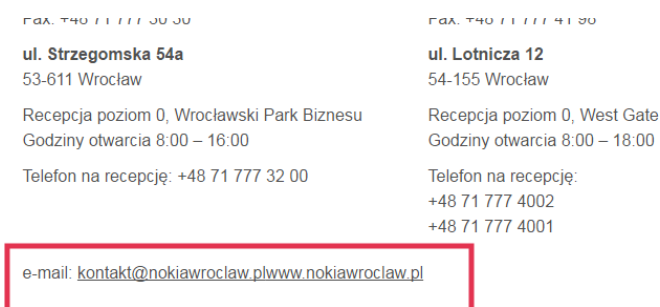 ul. Strzegomska 54a
53-611 Wrocław
Recepcja poziom 0, Wrocławski Park Biznesu
Godziny otwarcia 8:00 – 16:00
Telefon na recepcję: +48 71 777 32 00
ul. Lotnicza 12
54-155 Wrocław
Recepcja poziom 0, West Gate
Godziny otwarcia 8:00 – 18:00
Telefon na recepcję:
+48 71 777 4002
+48 71 777 4001
e-mail: kontakt@nokiawroclaw.plwww.nokiawroclaw.pl